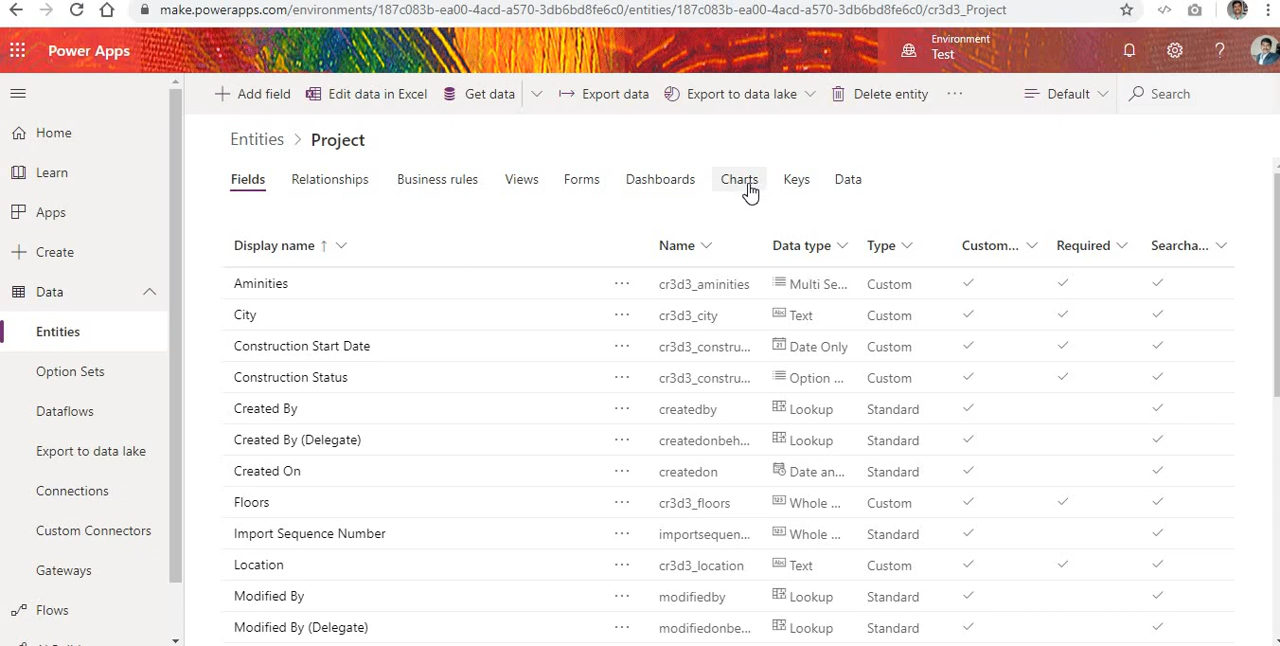 make.powerapps.com/environments/187c083b-ea00-4acd-a570-3db6bd8fe6c0/entities/187c083b-ea00-4acd-a570-3db6bd8fe6c0/cr3d3_Project
Power Apps
Environment
Test
?
Add field Edit data in Excel Get data Export data Export to data lake Delete entity ... Default Search
Home
Learn
Apps
Create
Data
Entities
Option Sets
Dataflows
Export to data lake
Connections
Custom Connectors
Gateways
Flows
Entities > Project
Fields Relationships Business rules Views Forms Dashboards Charts Keys Data
Display name ↑ Name Data type Type Custom... Required Searcha...
Aminities ... cr3d3_aminities Multi Se... Custom
City ... cr3d3_city Abc Text Custom
Construction Start Date ... cr3d3_constru... 21 Date Only Custom
Construction Status ... cr3d3_constru... Option ... Custom
Created By ... createdby Lookup Standard
Created By (Delegate) ... createdonbeh... Lookup Standard
Created On ... createdon Date an... Standard
Floors ... cr3d3_floors 123 Whole ... Custom
Import Sequence Number ... importsequen... 123 Whole ... Standard
Location ... cr3d3_location Abc Text Custom
Modified By ... modifiedby Lookup Standard
Modified By (Delegate) ... modifiedonbe... Lookup Standard